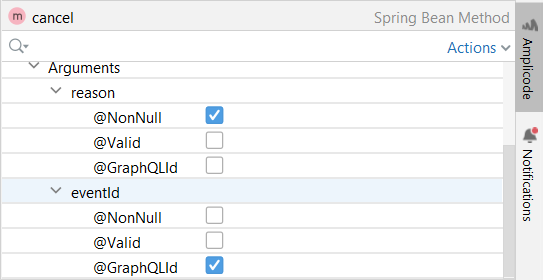 m cancel Spring Bean Method
Actions
Arguments
reason
@NonNull
@Valid
@GraphQLId
eventId
@NonNull
@Valid
@GraphQLId
Amplicode
Notifications